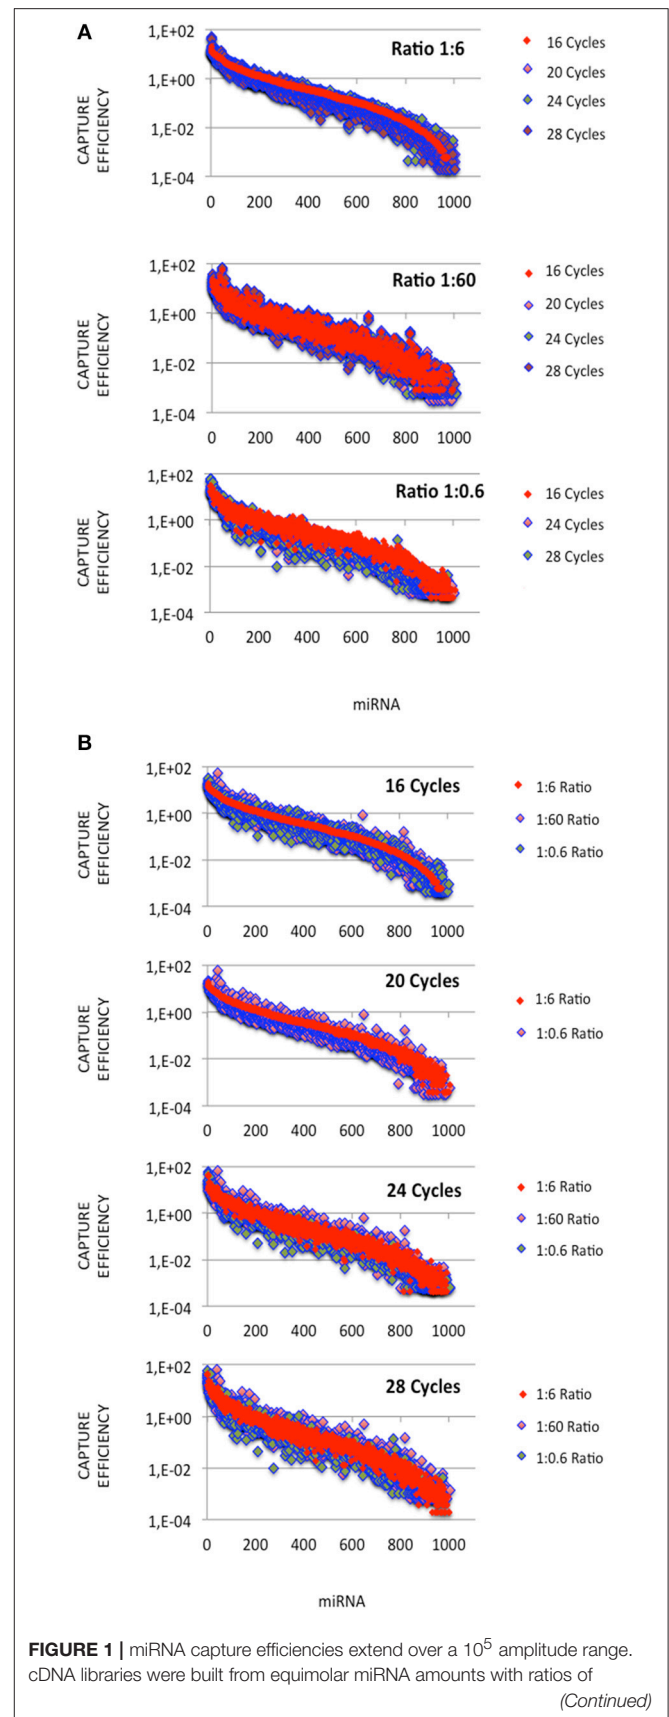 A
1,E+02
1,E+00
1,E-02
1,E-04
CAPTURE
EFFICIENCY
Ratio 1:6
0 200 400 600 800 1000
16 Cycles
20 Cycles
24 Cycles
28 Cycles
1,E+02
1,E+00
1,E-02
1,E-04
CAPTURE
EFFICIENCY
Ratio 1:60
0 200 400 600 800 1000
16 Cycles
20 Cycles
24 Cycles
28 Cycles
1,E+02
1,E+00
1,E-02
1,E-04
CAPTURE
EFFICIENCY
Ratio 1:0.6
0 200 400 600 800 1000
16 Cycles
24 Cycles
28 Cycles
miRNA
B
1,E+02
1,E+00
1,E-02
1,E-04
CAPTURE
EFFICIENCY
16 Cycles
0 200 400 600 800 1000
1:6 Ratio
1:60 Ratio
1:0.6 Ratio
1,E+02
1,E+00
1,E-02
1,E-04
CAPTURE
EFFICIENCY
20 Cycles
0 200 400 600 800 1000
1:6 Ratio
1:0.6 Ratio
1,E+02
1,E+00
1,E-02
1,E-04
CAPTURE
EFFICIENCY
24 Cycles
0 200 400 600 800 1000
1:6 Ratio
1:60 Ratio
1:0.6 Ratio
1,E+02
1,E+00
1,E-02
1,E-04
CAPTURE
EFFICIENCY
28 Cycles
0 200 400 600 800 1000
1:6 Ratio
1:60 Ratio
1:0.6 Ratio
miRNA
FIGURE 1 | miRNA capture efficiencies extend over a 10⁵ amplitude range.
cDNA libraries were built from equimolar miRNA amounts with ratios of
(Continued)